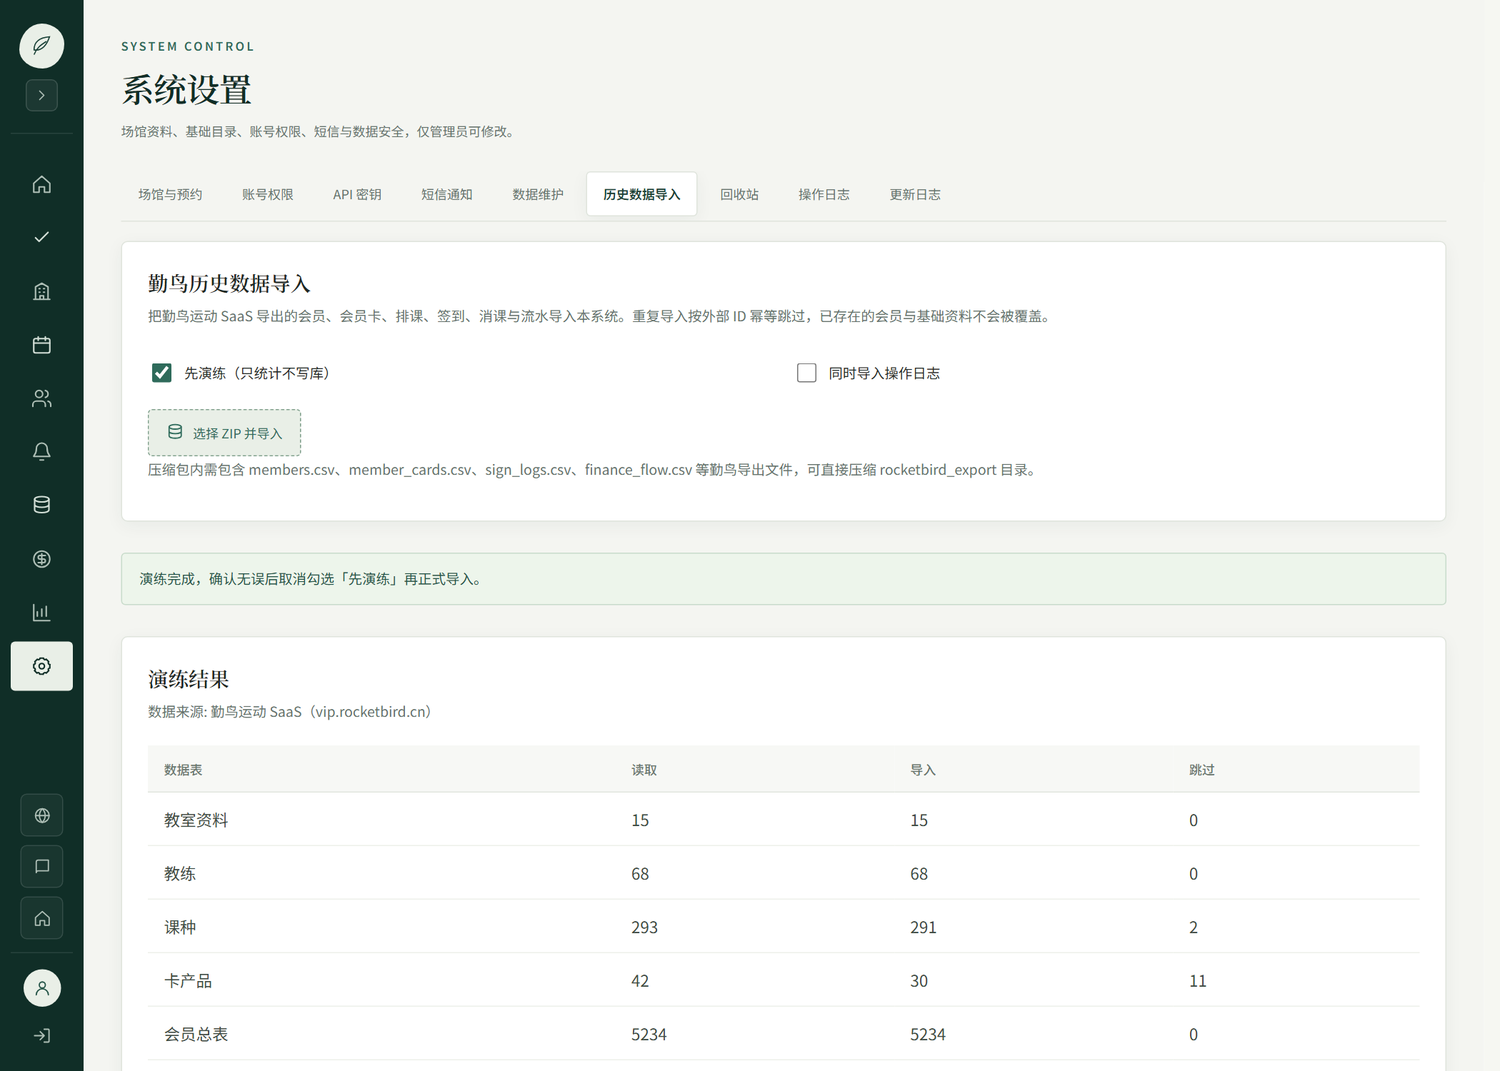 SYSTEM CONTROL
系统设置
场馆资料、基础目录、账号权限、短信与数据安全，仅管理员可修改。
场馆与预约 账号权限 API 密钥 短信通知 数据维护 历史数据导入 回收站 操作日志 更新日志
勤鸟历史数据导入
把勤鸟运动 SaaS 导出的会员、会员卡、排课、签到、消课与流水导入本系统。重复导入按外部 ID 幂等跳过，已存在的会员与基础资料不会被覆盖。
先演练（只统计不写库） 同时导入操作日志
选择 ZIP 并导入
压缩包内需包含 members.csv、member_cards.csv、sign_logs.csv、finance_flow.csv 等勤鸟导出文件，可直接压缩 rocketbird_export 目录。
演练完成，确认无误后取消勾选「先演练」再正式导入。
演练结果
数据来源: 勤鸟运动 SaaS（vip.rocketbird.cn）
数据表 读取 导入 跳过
教室资料 15 15 0
教练 68 68 0
课种 293 291 2
卡产品 42 30 11
会员总表 5234 5234 0